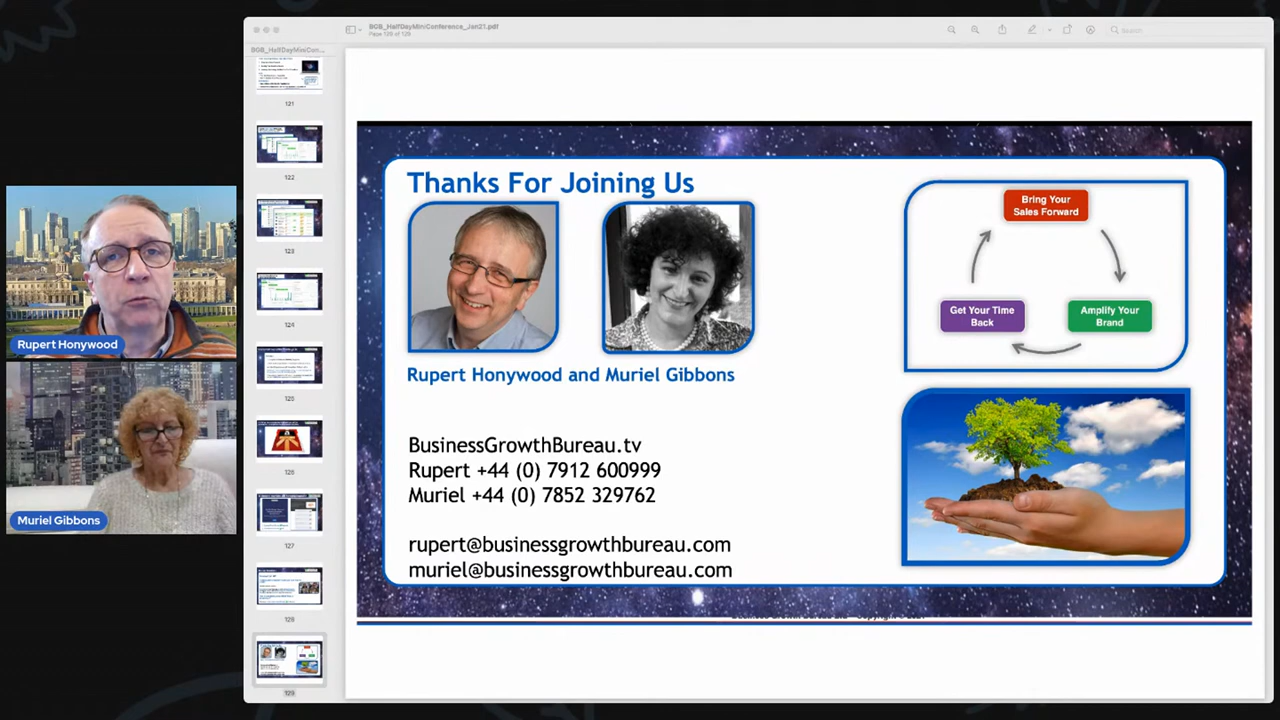 BGB_HalfDayMiniConference_Jan21.pdf
Page 129 of 129
Search
BGB_HalfDayMiniCon...
121
122
123
124
125
126
127
128
129
Thanks For Joining Us
Rupert Honywood and Muriel Gibbons
BusinessGrowthBureau.tv
Rupert +44 (0) 7912 600999
Muriel +44 (0) 7852 329762
rupert@businessgrowthbureau.com
muriel@businessgrowthbureau.com
Bring Your
Sales Forward
Get Your Time
Back
Amplify Your
Brand
Rupert Honywood
Muriel Gibbons